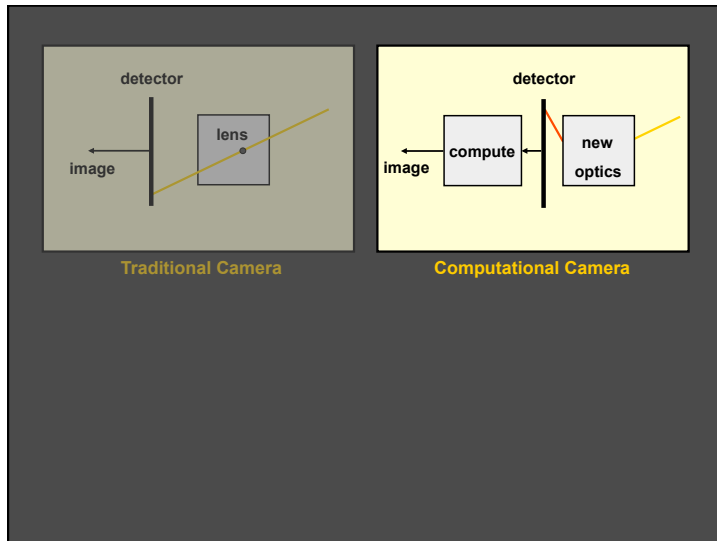 detector
lens
image
Traditional Camera
detector
compute
new
optics
image
Computational Camera